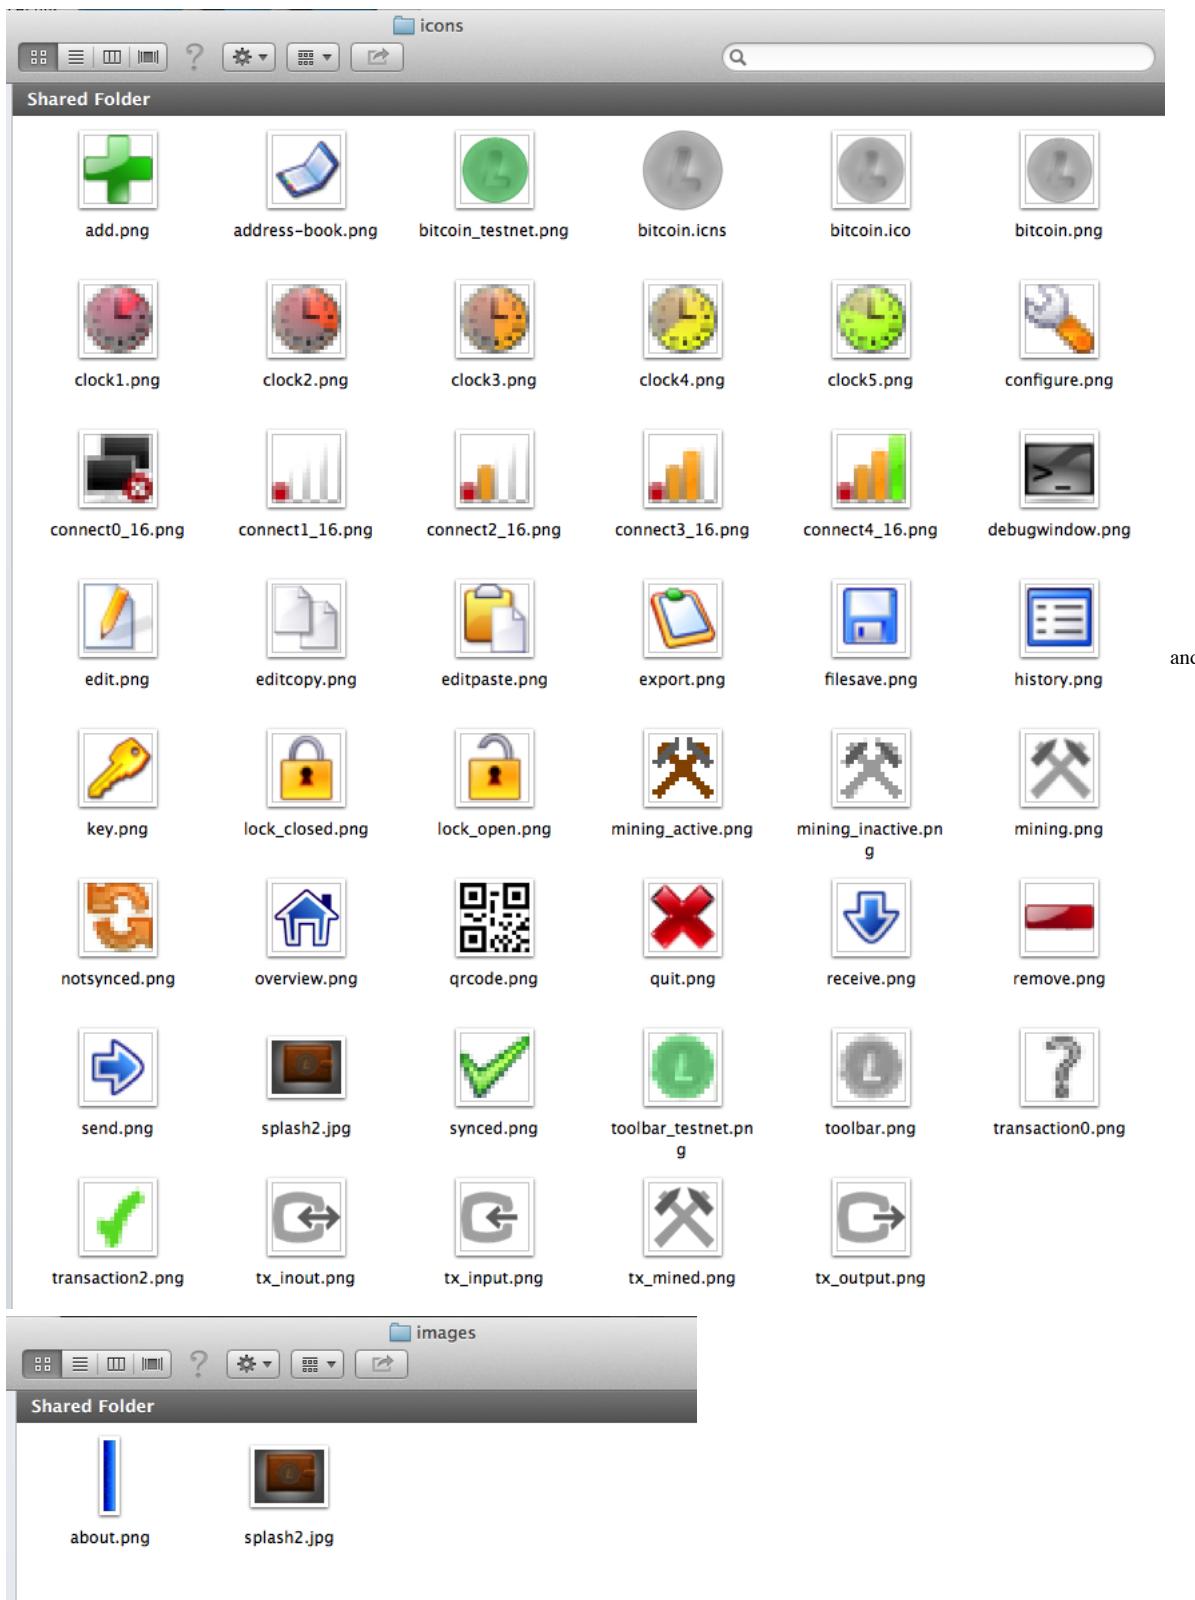 icons
Shared Folder
add.png address-book.png bitcoin_testnet.png bitcoin.icns bitcoin.ico bitcoin.png
clock1.png clock2.png clock3.png clock4.png clock5.png configure.png
connect0_16.png connect1_16.png connect2_16.png connect3_16.png connect4_16.png debugwindow.png
edit.png editcopy.png editpaste.png export.png filesave.png history.png
and
key.png lock_closed.png lock_open.png mining_active.png mining_inactive.pn mining.png
g
notsynced.png overview.png qrcode.png quit.png receive.png remove.png
send.png splash2.jpg synced.png toolbar_testnet.pn toolbar.png transaction0.png
g
transaction2.png tx_inout.png tx_input.png tx_mined.png tx_output.png
images
Shared Folder
about.png splash2.jpg